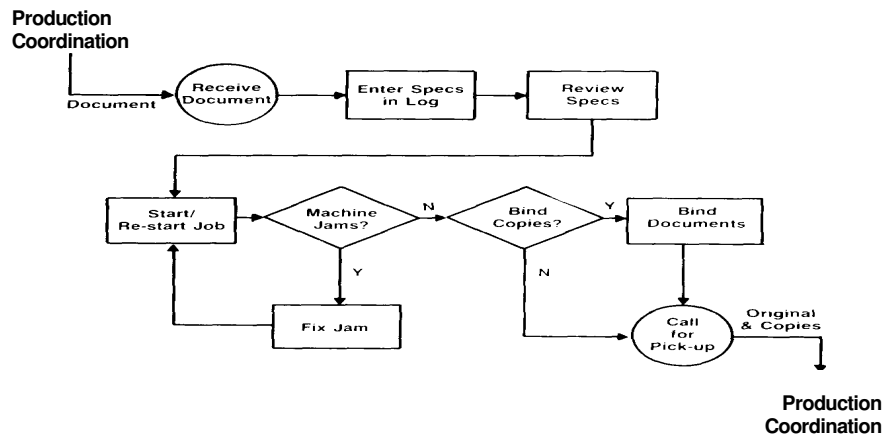 Production
Coordination
Document
Receive
Document
Enter Specs
in Log
Review
Specs
Start/
Re-start Job
Machine
Jams?
N
Bind
Copies?
Y
Bind
Documents
Y
N
Fix Jam
Call
for
Pick-up
Original
& Copies
Production
Coordination